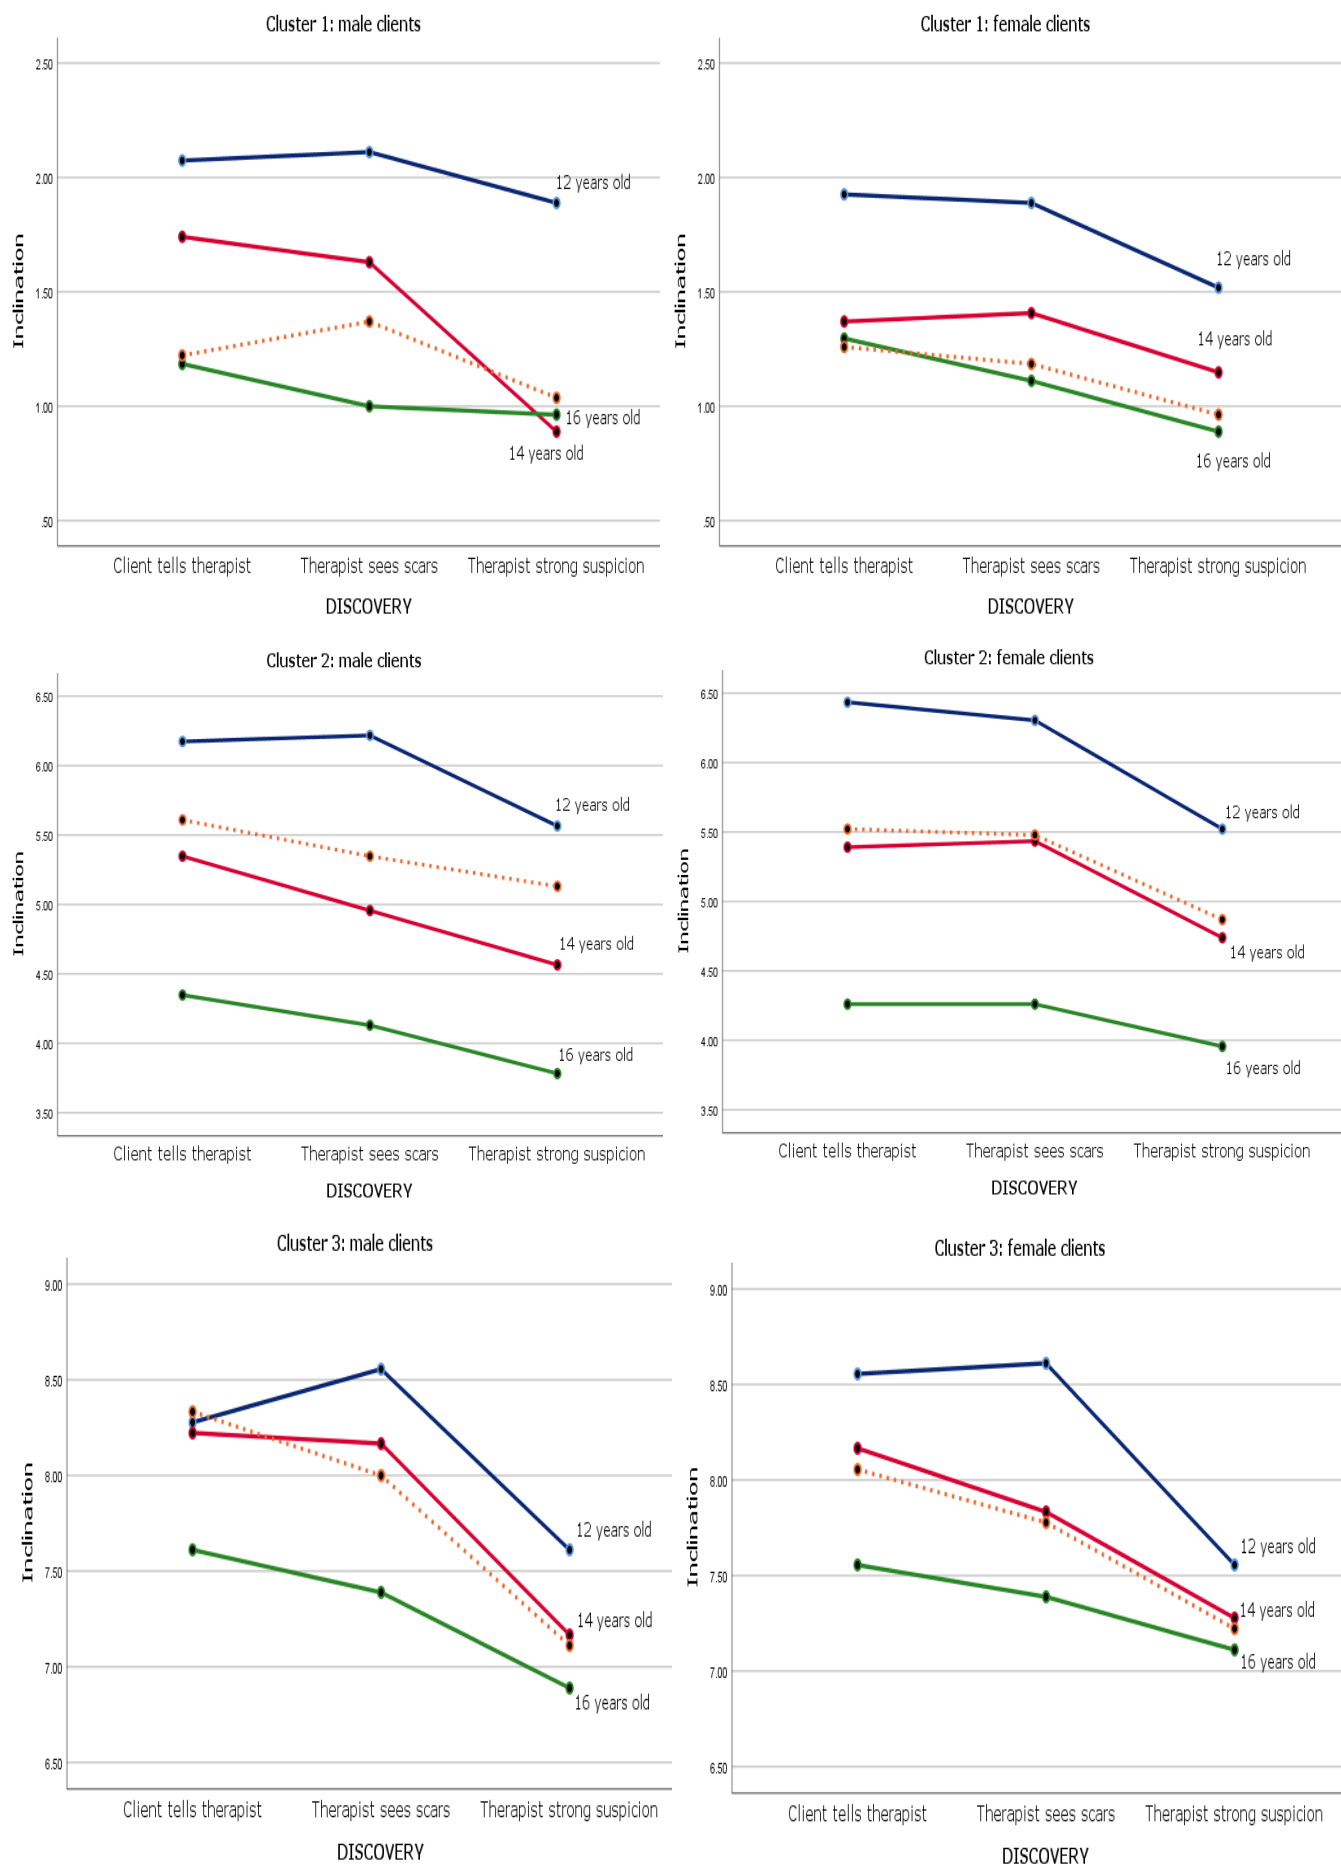 Cluster 1: male clients
2.50
2.00
1.50
1.00
.50
Inclination
12 years old
16 years old
14 years old
Client tells therapist
Therapist sees scars
Therapist strong suspicion
DISCOVERY
Cluster 1: female clients
2.50
2.00
1.50
1.00
.50
Inclination
12 years old
14 years old
16 years old
Client tells therapist
Therapist sees scars
Therapist strong suspicion
DISCOVERY
Cluster 2: male clients
6.50
6.00
5.50
5.00
4.50
4.00
3.50
Inclination
12 years old
14 years old
16 years old
Client tells therapist
Therapist sees scars
Therapist strong suspicion
DISCOVERY
Cluster 2: female clients
6.50
6.00
5.50
5.00
4.50
4.00
3.50
Inclination
12 years old
14 years old
16 years old
Client tells therapist
Therapist sees scars
Therapist strong suspicion
DISCOVERY
Cluster 3: male clients
9.00
8.50
8.00
7.50
7.00
6.50
Inclination
12 years old
14 years old
16 years old
Client tells therapist
Therapist sees scars
Therapist strong suspicion
DISCOVERY
Cluster 3: female clients
9.00
8.50
8.00
7.50
7.00
6.50
Inclination
12 years old
14 years old
16 years old
Client tells therapist
Therapist sees scars
Therapist strong suspicion
DISCOVERY